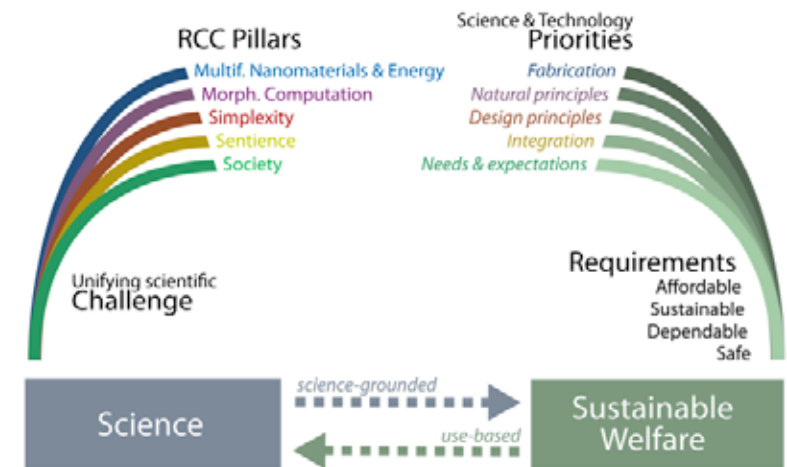 RCC Pillars
Multif. Nanomaterials & Energy
Morph. Computation
Simplexity
Sentience
Society
Science & Technology
Priorities
Fabrication
Natural principles
Design principles
Integration
Needs & expectations
Unifying scientific
Challenge
Requirements
Affordable
Sustainable
Dependable
Safe
Science
science-grounded
use-based
Sustainable
Welfare